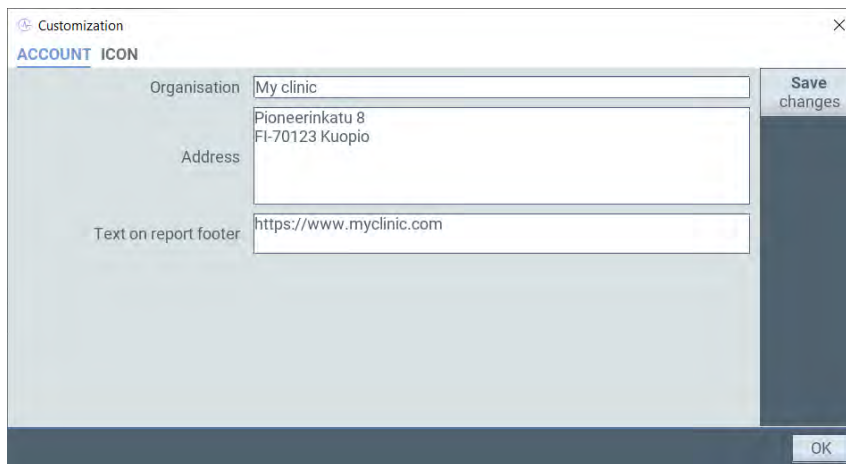 Customization
ACCOUNT ICON
Organisation My clinic
Save
changes
Address Pioneerinkatu 8
FI-70123 Kuopio
Text on report footer https://www.myclinic.com
OK